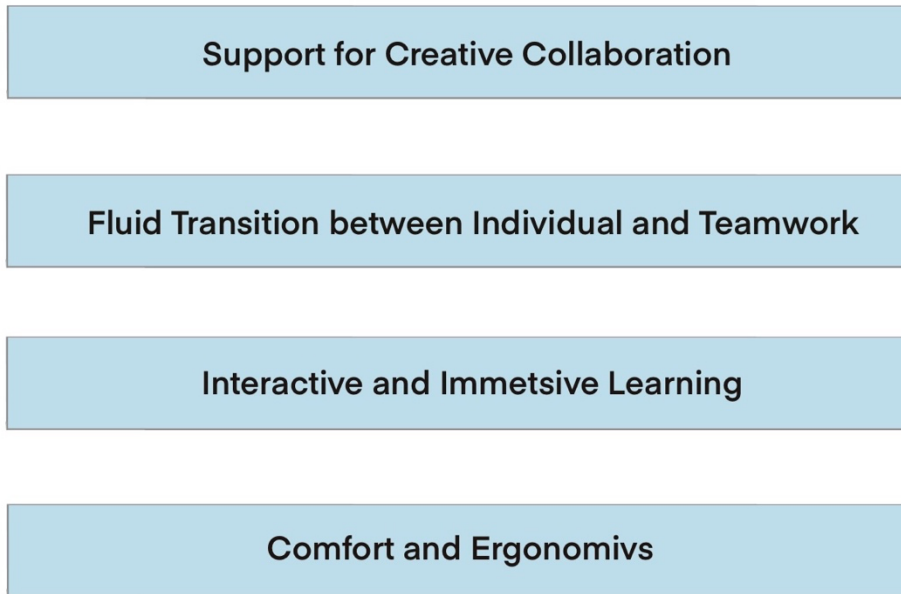 Support for Creative Collaboration
Fluid Transition between Individual and Teamwork
Interactive and Immetsive Learning
Comfort and Ergonomivs